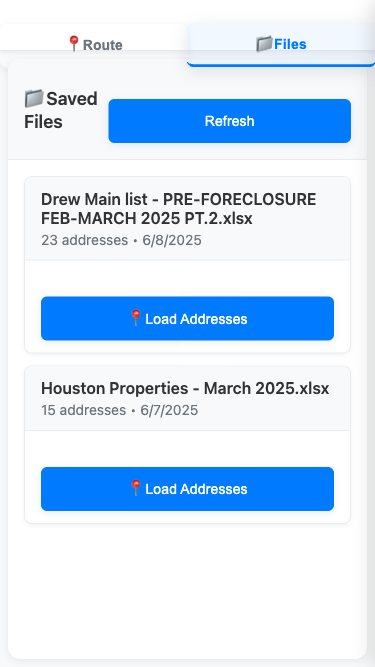 📍Route
📁Files
📁Saved
Files
Refresh
Drew Main list - PRE-FORECLOSURE
FEB-MARCH 2025 PT.2.xlsx
23 addresses • 6/8/2025
📍Load Addresses
Houston Properties - March 2025.xlsx
15 addresses • 6/7/2025
📍Load Addresses